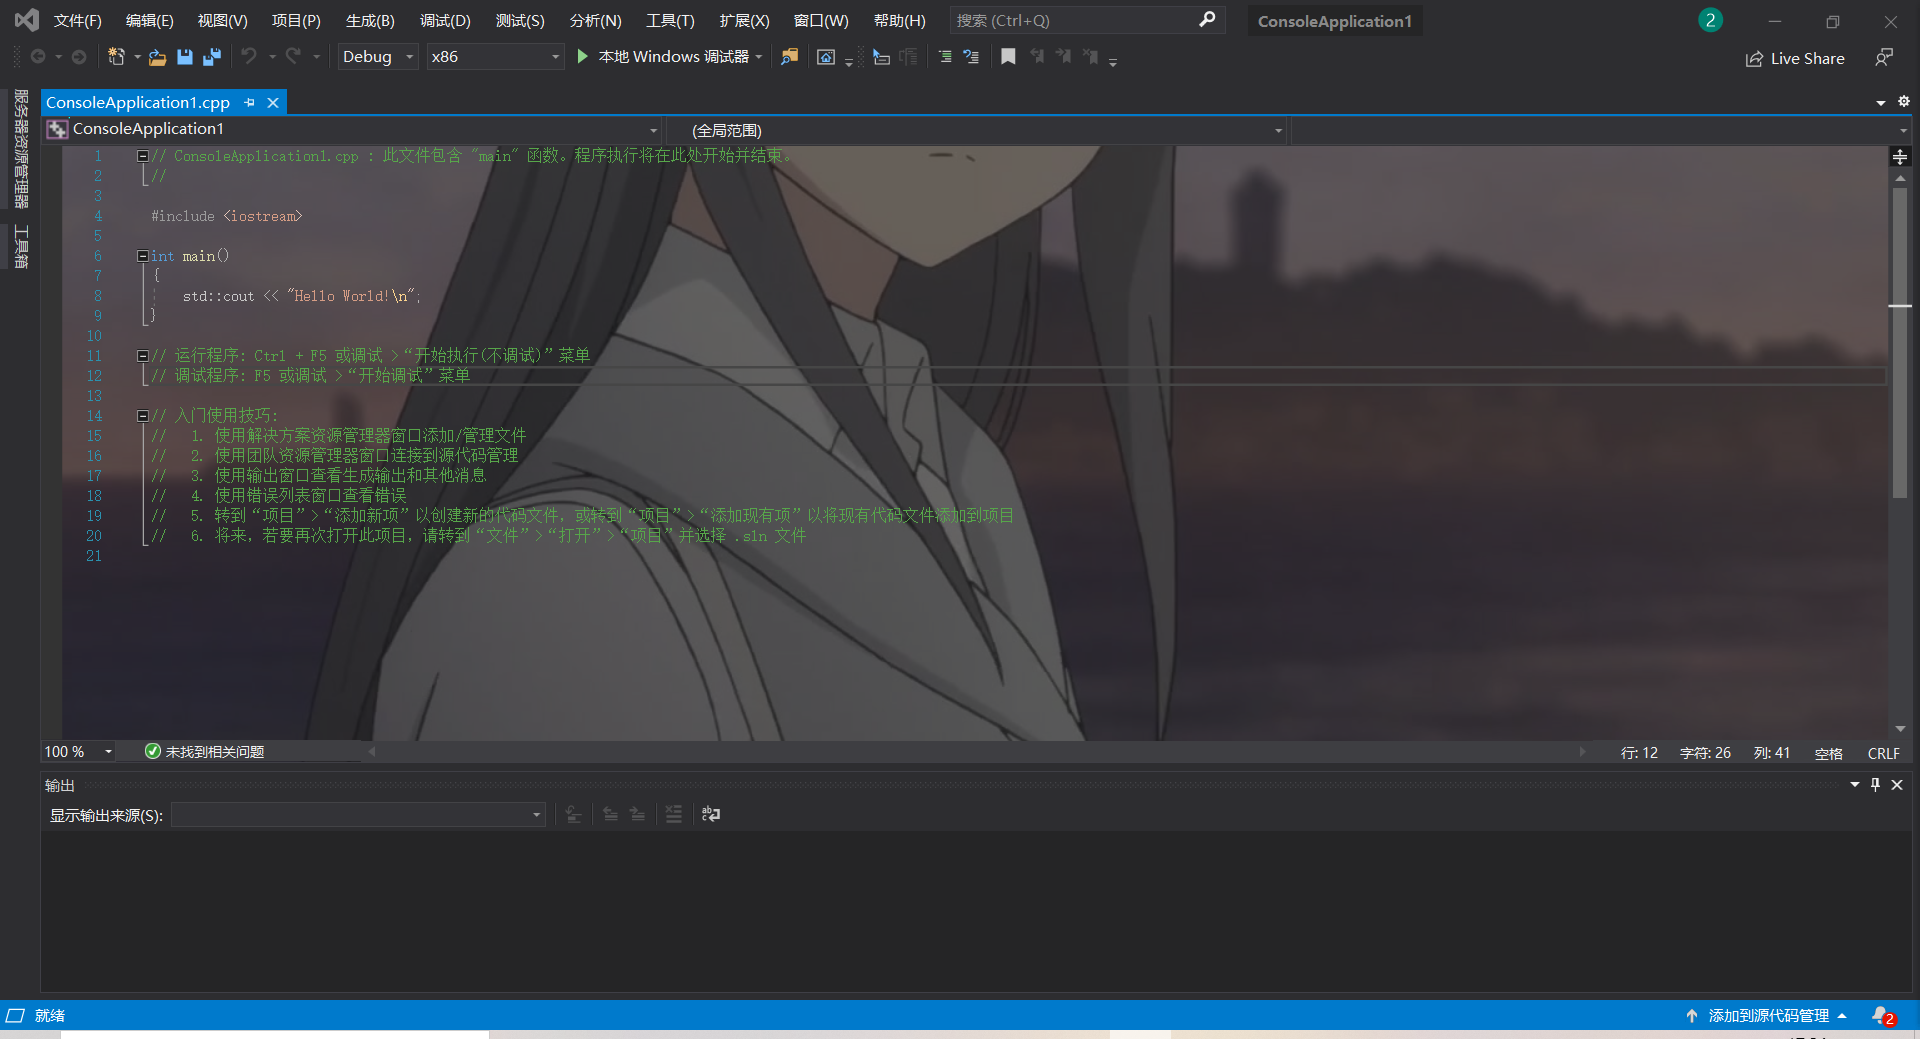 文件(F) 编辑(E) 视图(V) 项目(P) 生成(B) 调试(D) 测试(S) 分析(N) 工具(T) 扩展(X) 窗口(W) 帮助(H) 搜索 (Ctrl+Q) ConsoleApplication1 2
Debug x86 本地 Windows 调试器 Live Share
服务器资源管理器
工具箱
ConsoleApplication1.cpp
ConsoleApplication1 (全局范围)
1 // ConsoleApplication1.cpp : 此文件包含 "main" 函数。程序执行将在此处开始并结束。
2 //
3
4 #include <iostream>
5
6 int main()
7 {
8 std::cout << "Hello World!\n";
9 }
10
11 // 运行程序: Ctrl + F5 或调试 >“开始执行(不调试)”菜单
12 // 调试程序: F5 或调试 >“开始调试”菜单
13
14 // 入门使用技巧:
15 // 1. 使用解决方案资源管理器窗口添加/管理文件
16 // 2. 使用团队资源管理器窗口连接到源代码管理
17 // 3. 使用输出窗口查看生成输出和其他消息
18 // 4. 使用错误列表窗口查看错误
19 // 5. 转到“项目”>“添加新项”以创建新的代码文件，或转到“项目”>“添加现有项”以将现有代码文件添加到项目
20 // 6. 将来，若要再次打开此项目，请转到“文件”>“打开”>“项目”并选择 .sln 文件
21
100 % 未找到相关问题 行: 12 字符: 26 列: 41 空格 CRLF
输出
显示输出来源(S):
就绪 添加到源代码管理 2